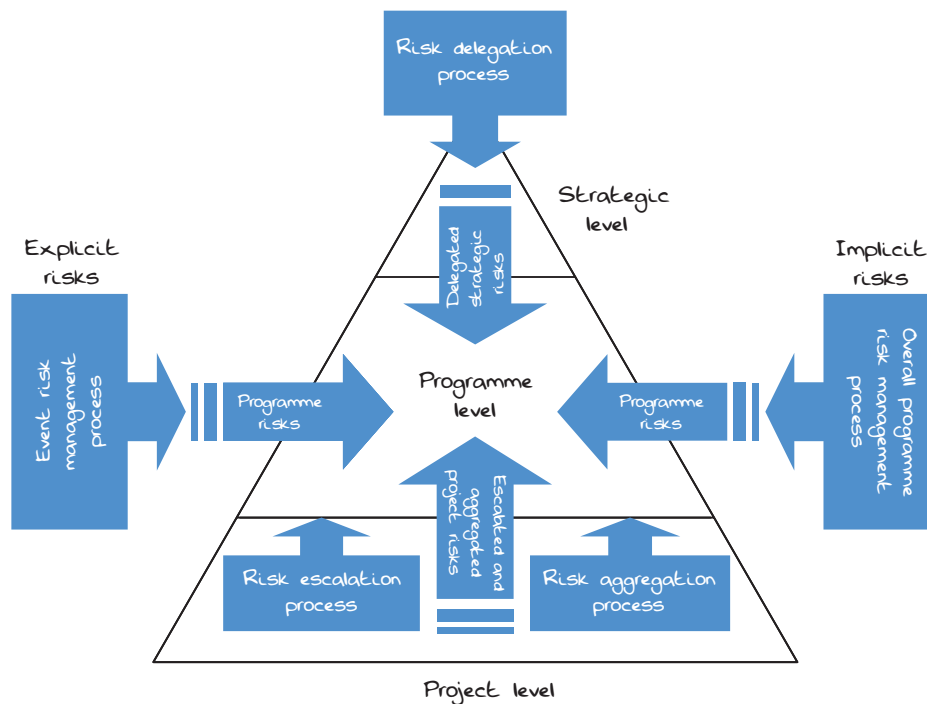 Risk delegation
process
Strategic
level
Delegated
strategic
risks
Explicit
risks
Event risk
management
process
Programme
risks
Programme
level
Programme
risks
Implicit
risks
Overall programme
risk management
process
Escalated and
aggregated
project risks
Risk escalation
process
Risk aggregation
process
Project level